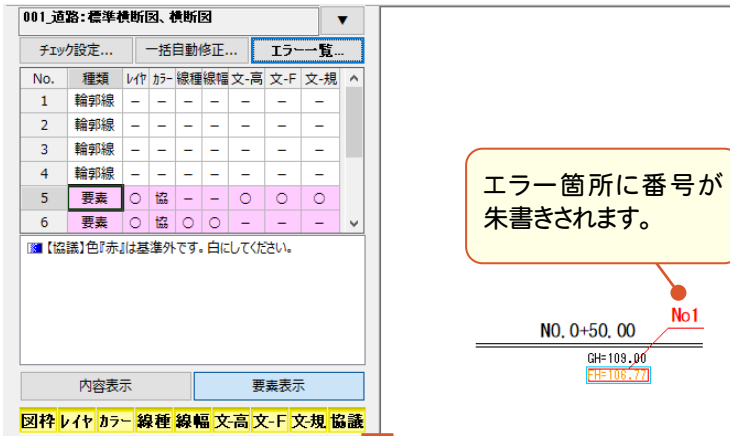 001_道路：標準横断図、横断図 ▼
チェック設定... 一括自動修正... エラー一覧...
No. 種類 レイヤ カラー 線種 線幅 文-高 文-F 文-規
1 輪郭線 － － － － － － －
2 輪郭線 － － － － － － －
3 輪郭線 － － － － － － －
4 輪郭線 － － － － － － －
5 要素 ○ 協 － － ○ ○ ○
6 要素 ○ 協 ○ ○ － － －
【協議】色『赤』は基準外です。白にしてください。
内容表示 要素表示
図枠 レイヤ カラー 線種 線幅 文-高 文-F 文-規 協議
エラー箇所に番号が
朱書きされます。
No1
NO.0+50.00
GH=109.00
FH=106.77